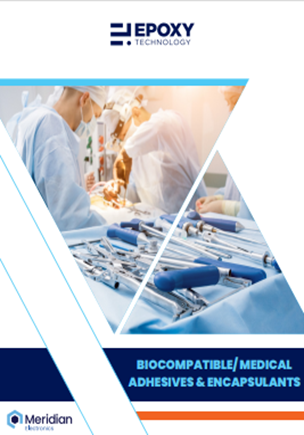 EPOXY
TECHNOLOGY
BIOCOMPATIBLE/MEDICAL
ADHESIVES & ENCAPSULANTS
Meridian
Electronics